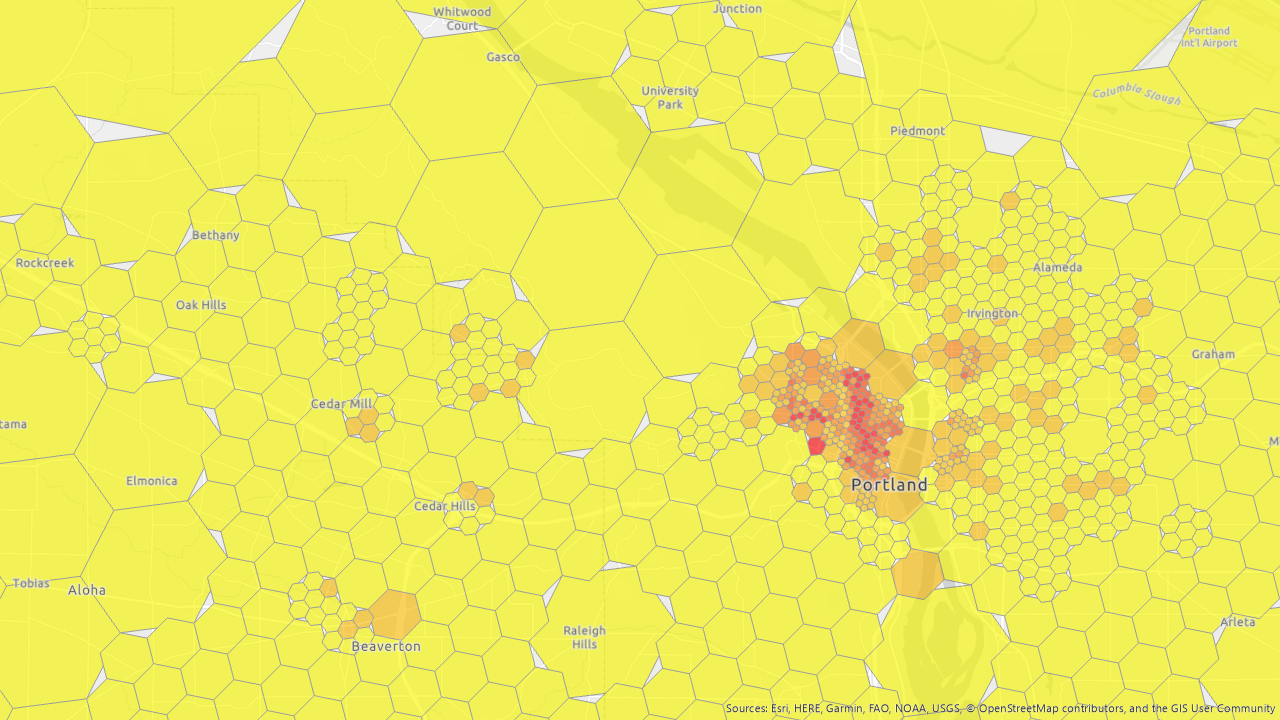 Whitwood
Court
Junction
Portland
Int'l Airport
Gasco
University
Park
Columbia Slough
Piedmont
Bethany
Rockcreek
Alameda
Oak Hills
Irvington
Graham
Cedar Mill
tama
M
Elmonica
Portland
Cedar Hills
Tobias
Aloha
Raleigh
Hills
Arleta
Beaverton
Sources: Esri, HERE, Garmin, FAO, NOAA, USGS, © OpenStreetMap contributors, and the GIS User Community